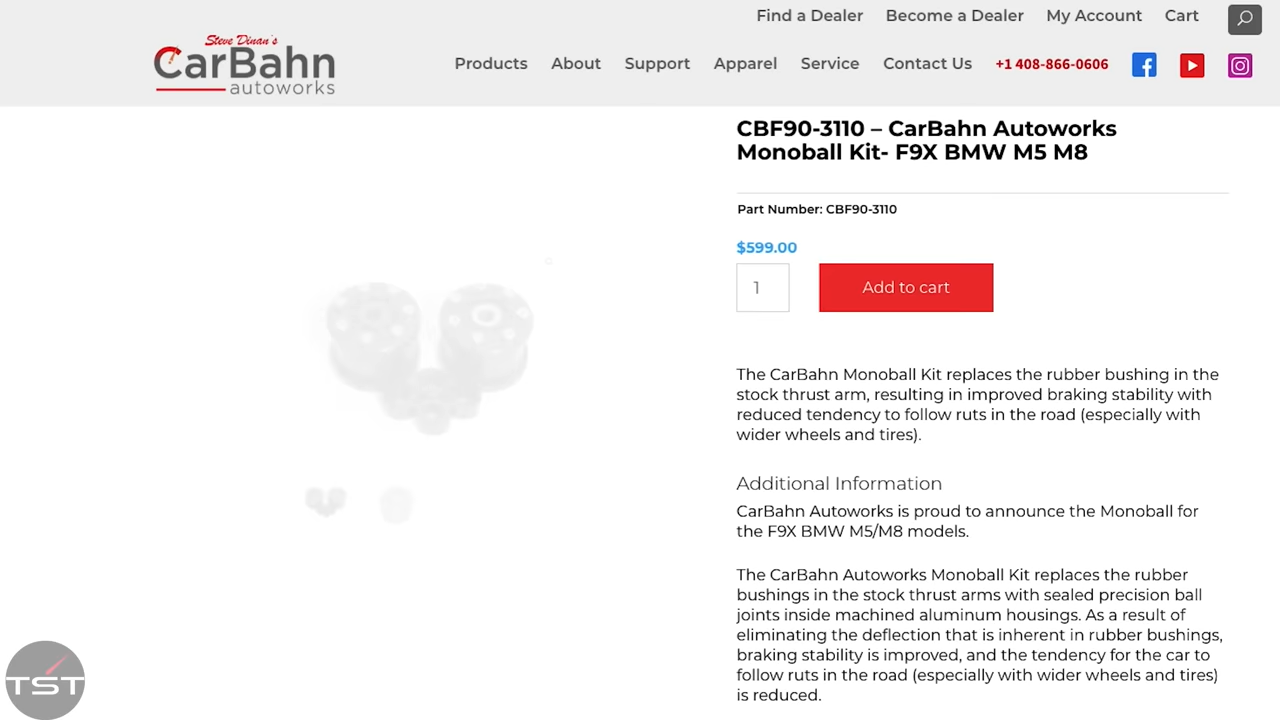 Find a Dealer Become a Dealer My Account Cart
Steve Dinan's
CarBahn
autoworks
Products About Support Apparel Service Contact Us +1 408-866-0606
CBF90-3110 – CarBahn Autoworks
Monoball Kit- F9X BMW M5 M8
Part Number: CBF90-3110
$599.00
1 Add to cart
The CarBahn Monoball Kit replaces the rubber bushing in the
stock thrust arm, resulting in improved braking stability with
reduced tendency to follow ruts in the road (especially with
wider wheels and tires).
Additional Information
CarBahn Autoworks is proud to announce the Monoball for
the F9X BMW M5/M8 models.
The CarBahn Autoworks Monoball Kit replaces the rubber
bushings in the stock thrust arms with sealed precision ball
joints inside machined aluminum housings. As a result of
eliminating the deflection that is inherent in rubber bushings,
braking stability is improved, and the tendency for the car to
follow ruts in the road (especially with wider wheels and tires)
is reduced.
TST